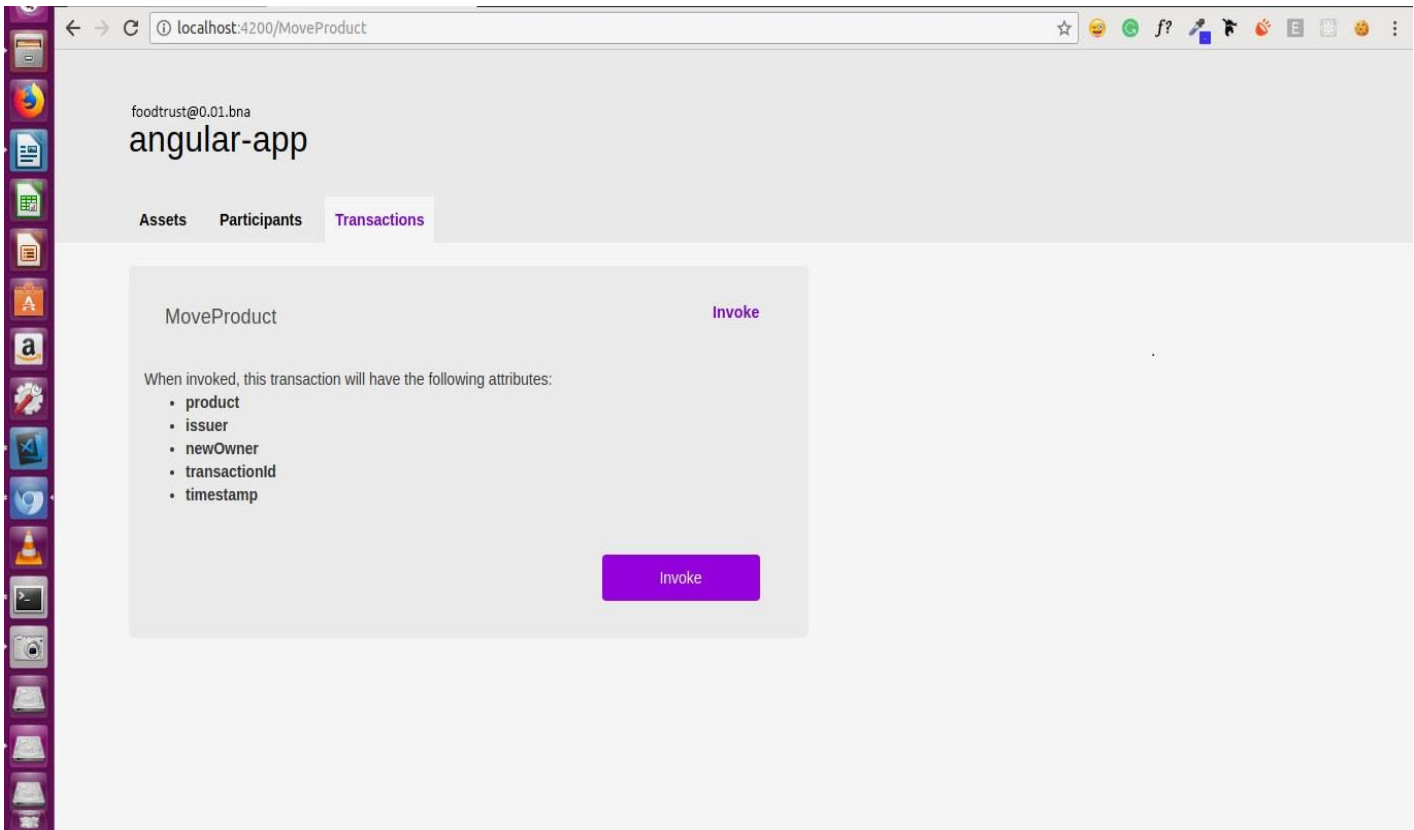 localhost:4200/MoveProduct
f?
E
foodtrust@0.01.bna
angular-app
Assets Participants Transactions
MoveProduct Invoke
When invoked, this transaction will have the following attributes:
• product
• issuer
• newOwner
• transactionId
• timestamp
Invoke